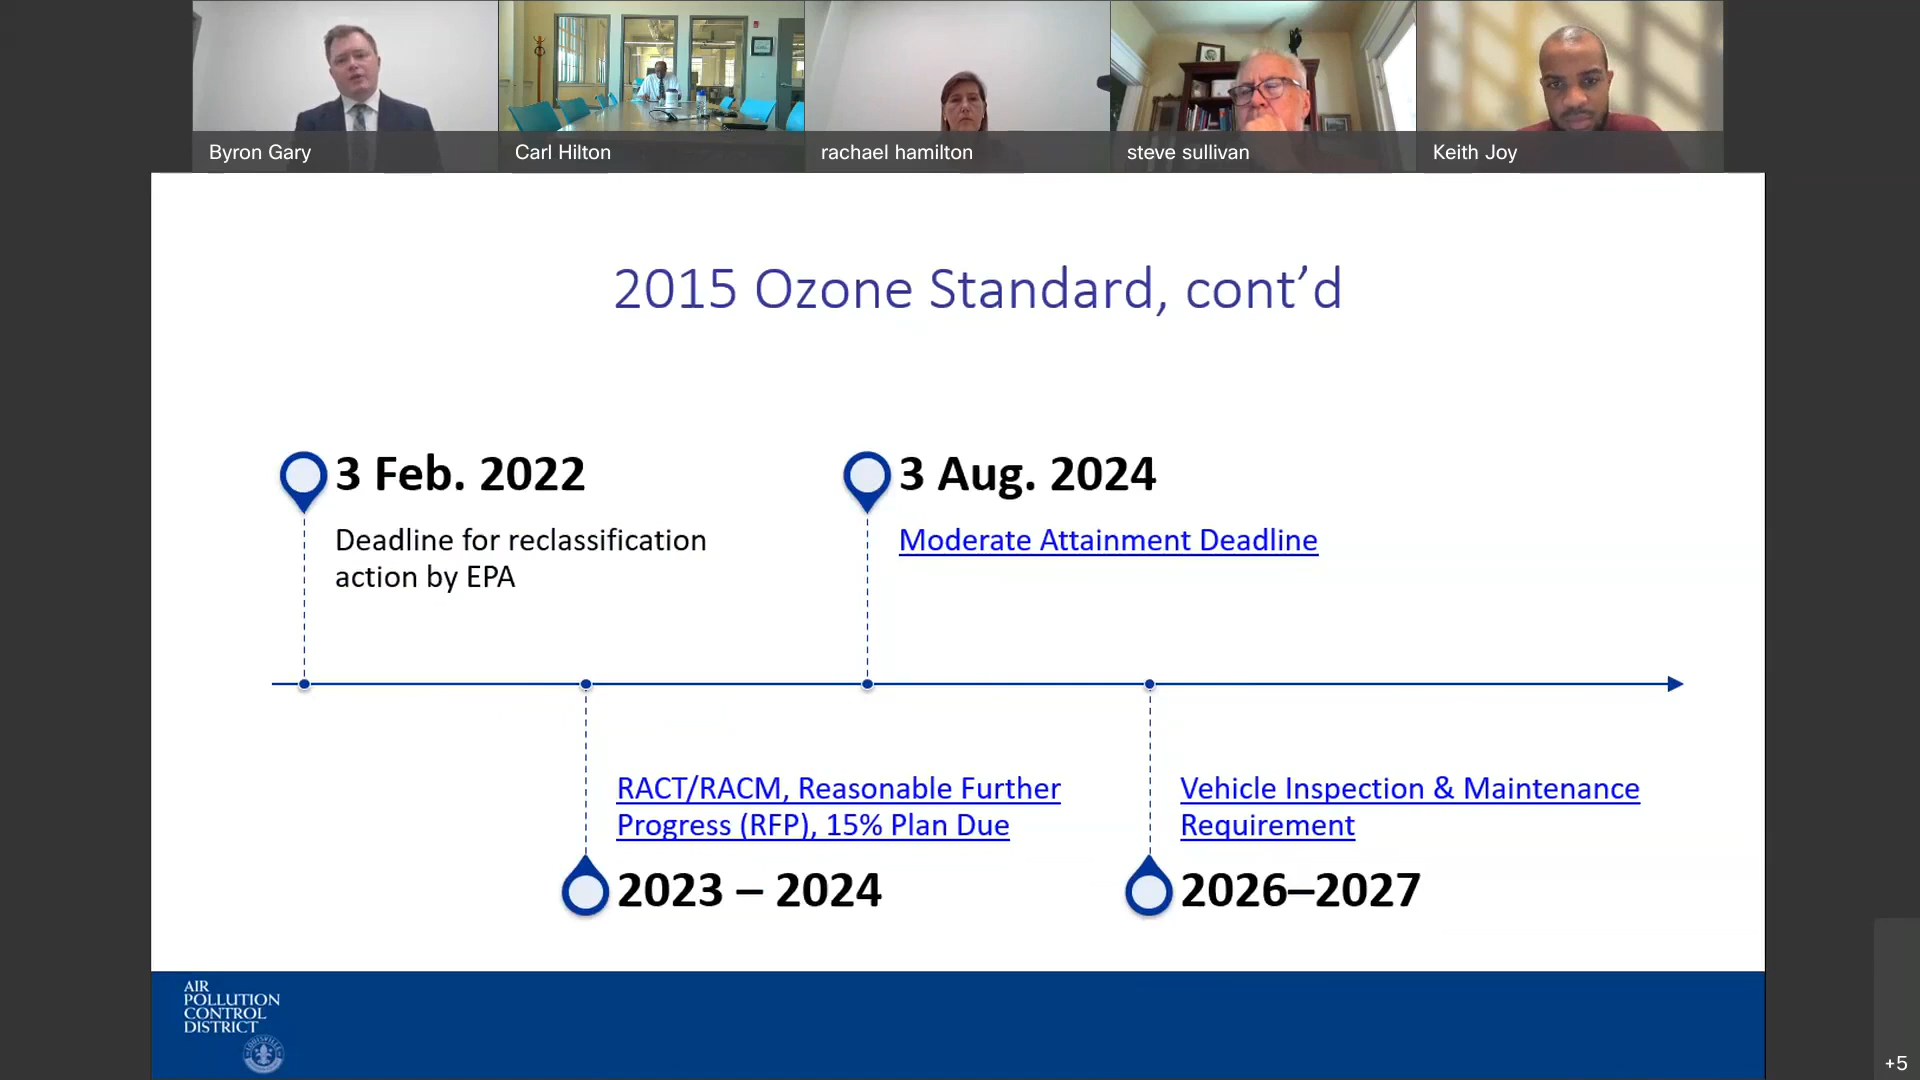 Byron Gary
Carl Hilton
rachael hamilton
steve sullivan
Keith Joy
2015 Ozone Standard, cont’d
3 Feb. 2022
Deadline for reclassification
action by EPA
3 Aug. 2024
Moderate Attainment Deadline
RACT/RACM, Reasonable Further
Progress (RFP), 15% Plan Due
2023 – 2024
Vehicle Inspection & Maintenance
Requirement
2026–2027
AIR
POLLUTION
CONTROL
DISTRICT
LOUISVILLE
+5